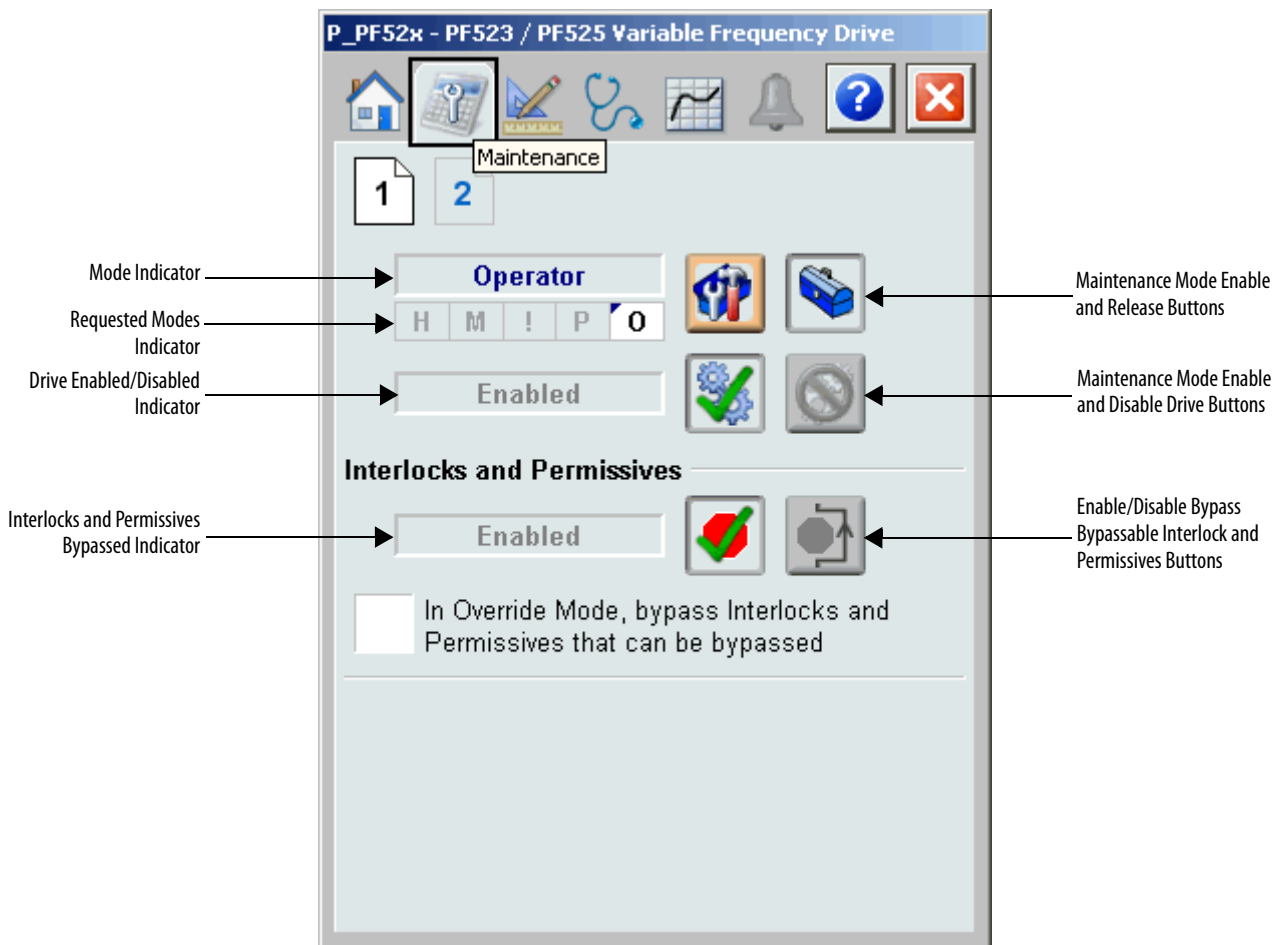 P_PF52x - PF523 / PF525 Variable Frequency Drive
?
Maintenance
1 2
Mode Indicator
Operator
Maintenance Mode Enable
and Release Buttons
Requested Modes
Indicator
H M ! P O
Drive Enabled/Disabled
Indicator
Enabled
Maintenance Mode Enable
and Disable Drive Buttons
Interlocks and Permissives
Interlocks and Permissives
Bypassed Indicator
Enabled
Enable/Disable Bypass
Bypassable Interlock and
Permissives Buttons
In Override Mode, bypass Interlocks and
Permissives that can be bypassed